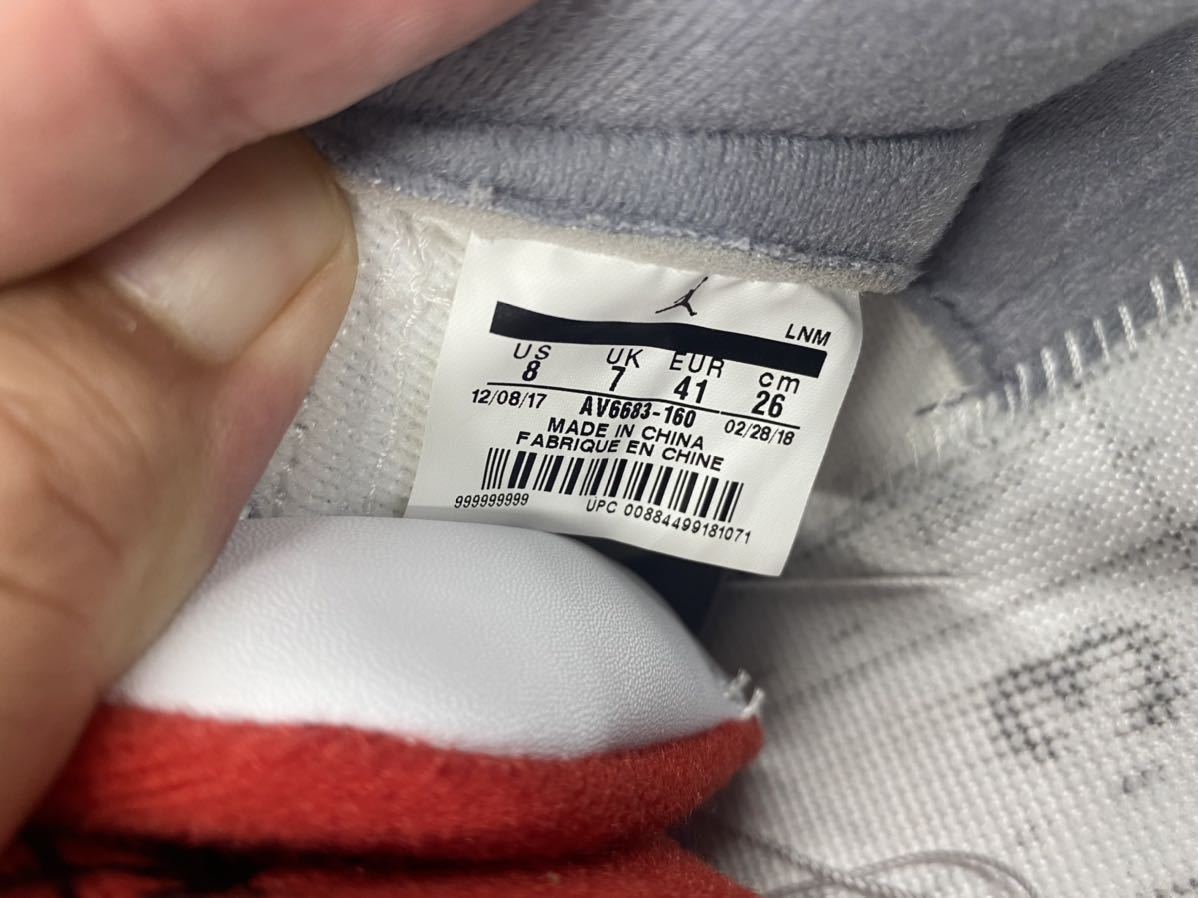 LNM
US UK EUR cm
8 7 41 26
12/08/17 AV6683-160 02/28/18
MADE IN CHINA
FABRIQUE EN CHINE
999999999 UPC 00884499181071